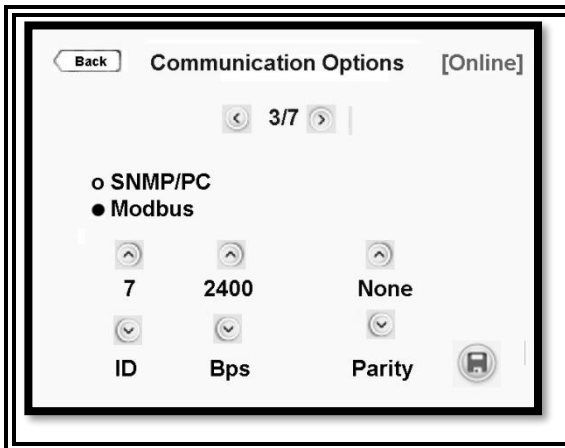 Back Communication Options [Online]
3/7
SNMP/PC
Modbus
7 2400 None
ID Bps Parity